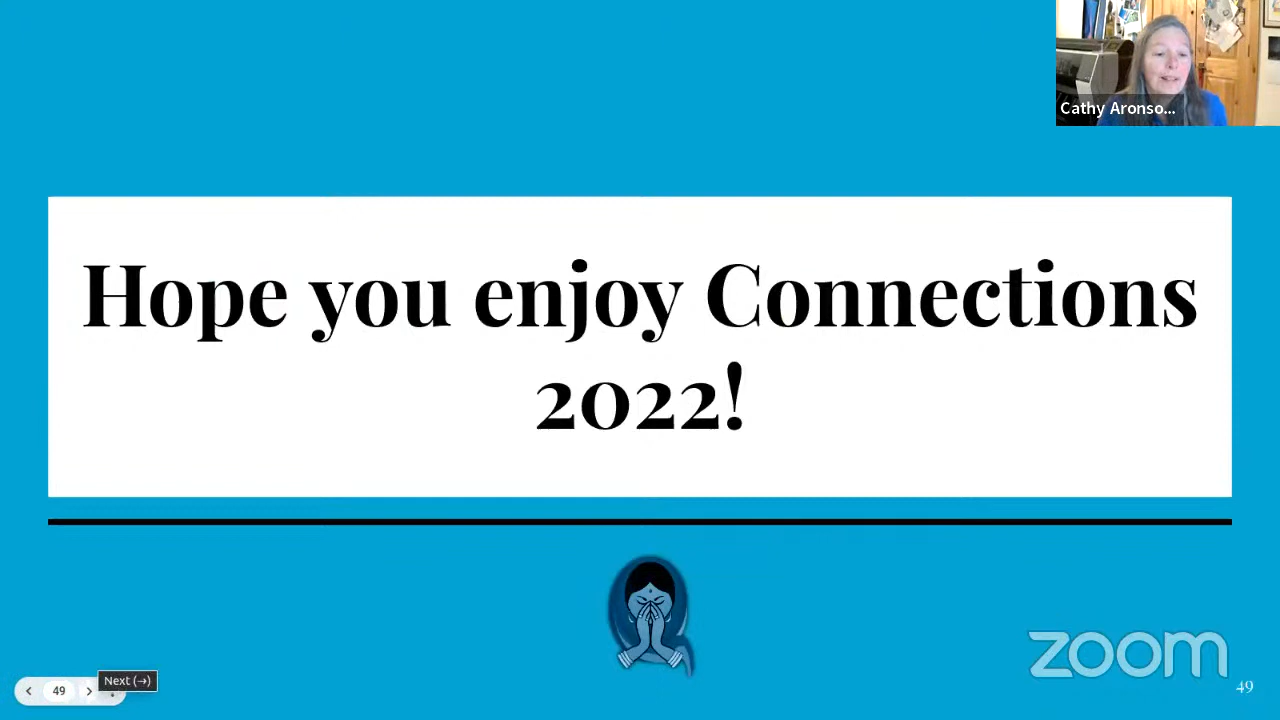 Cathy Aronso...
Hope you enjoy Connections
2022!
zoom
49
Next (→)
49